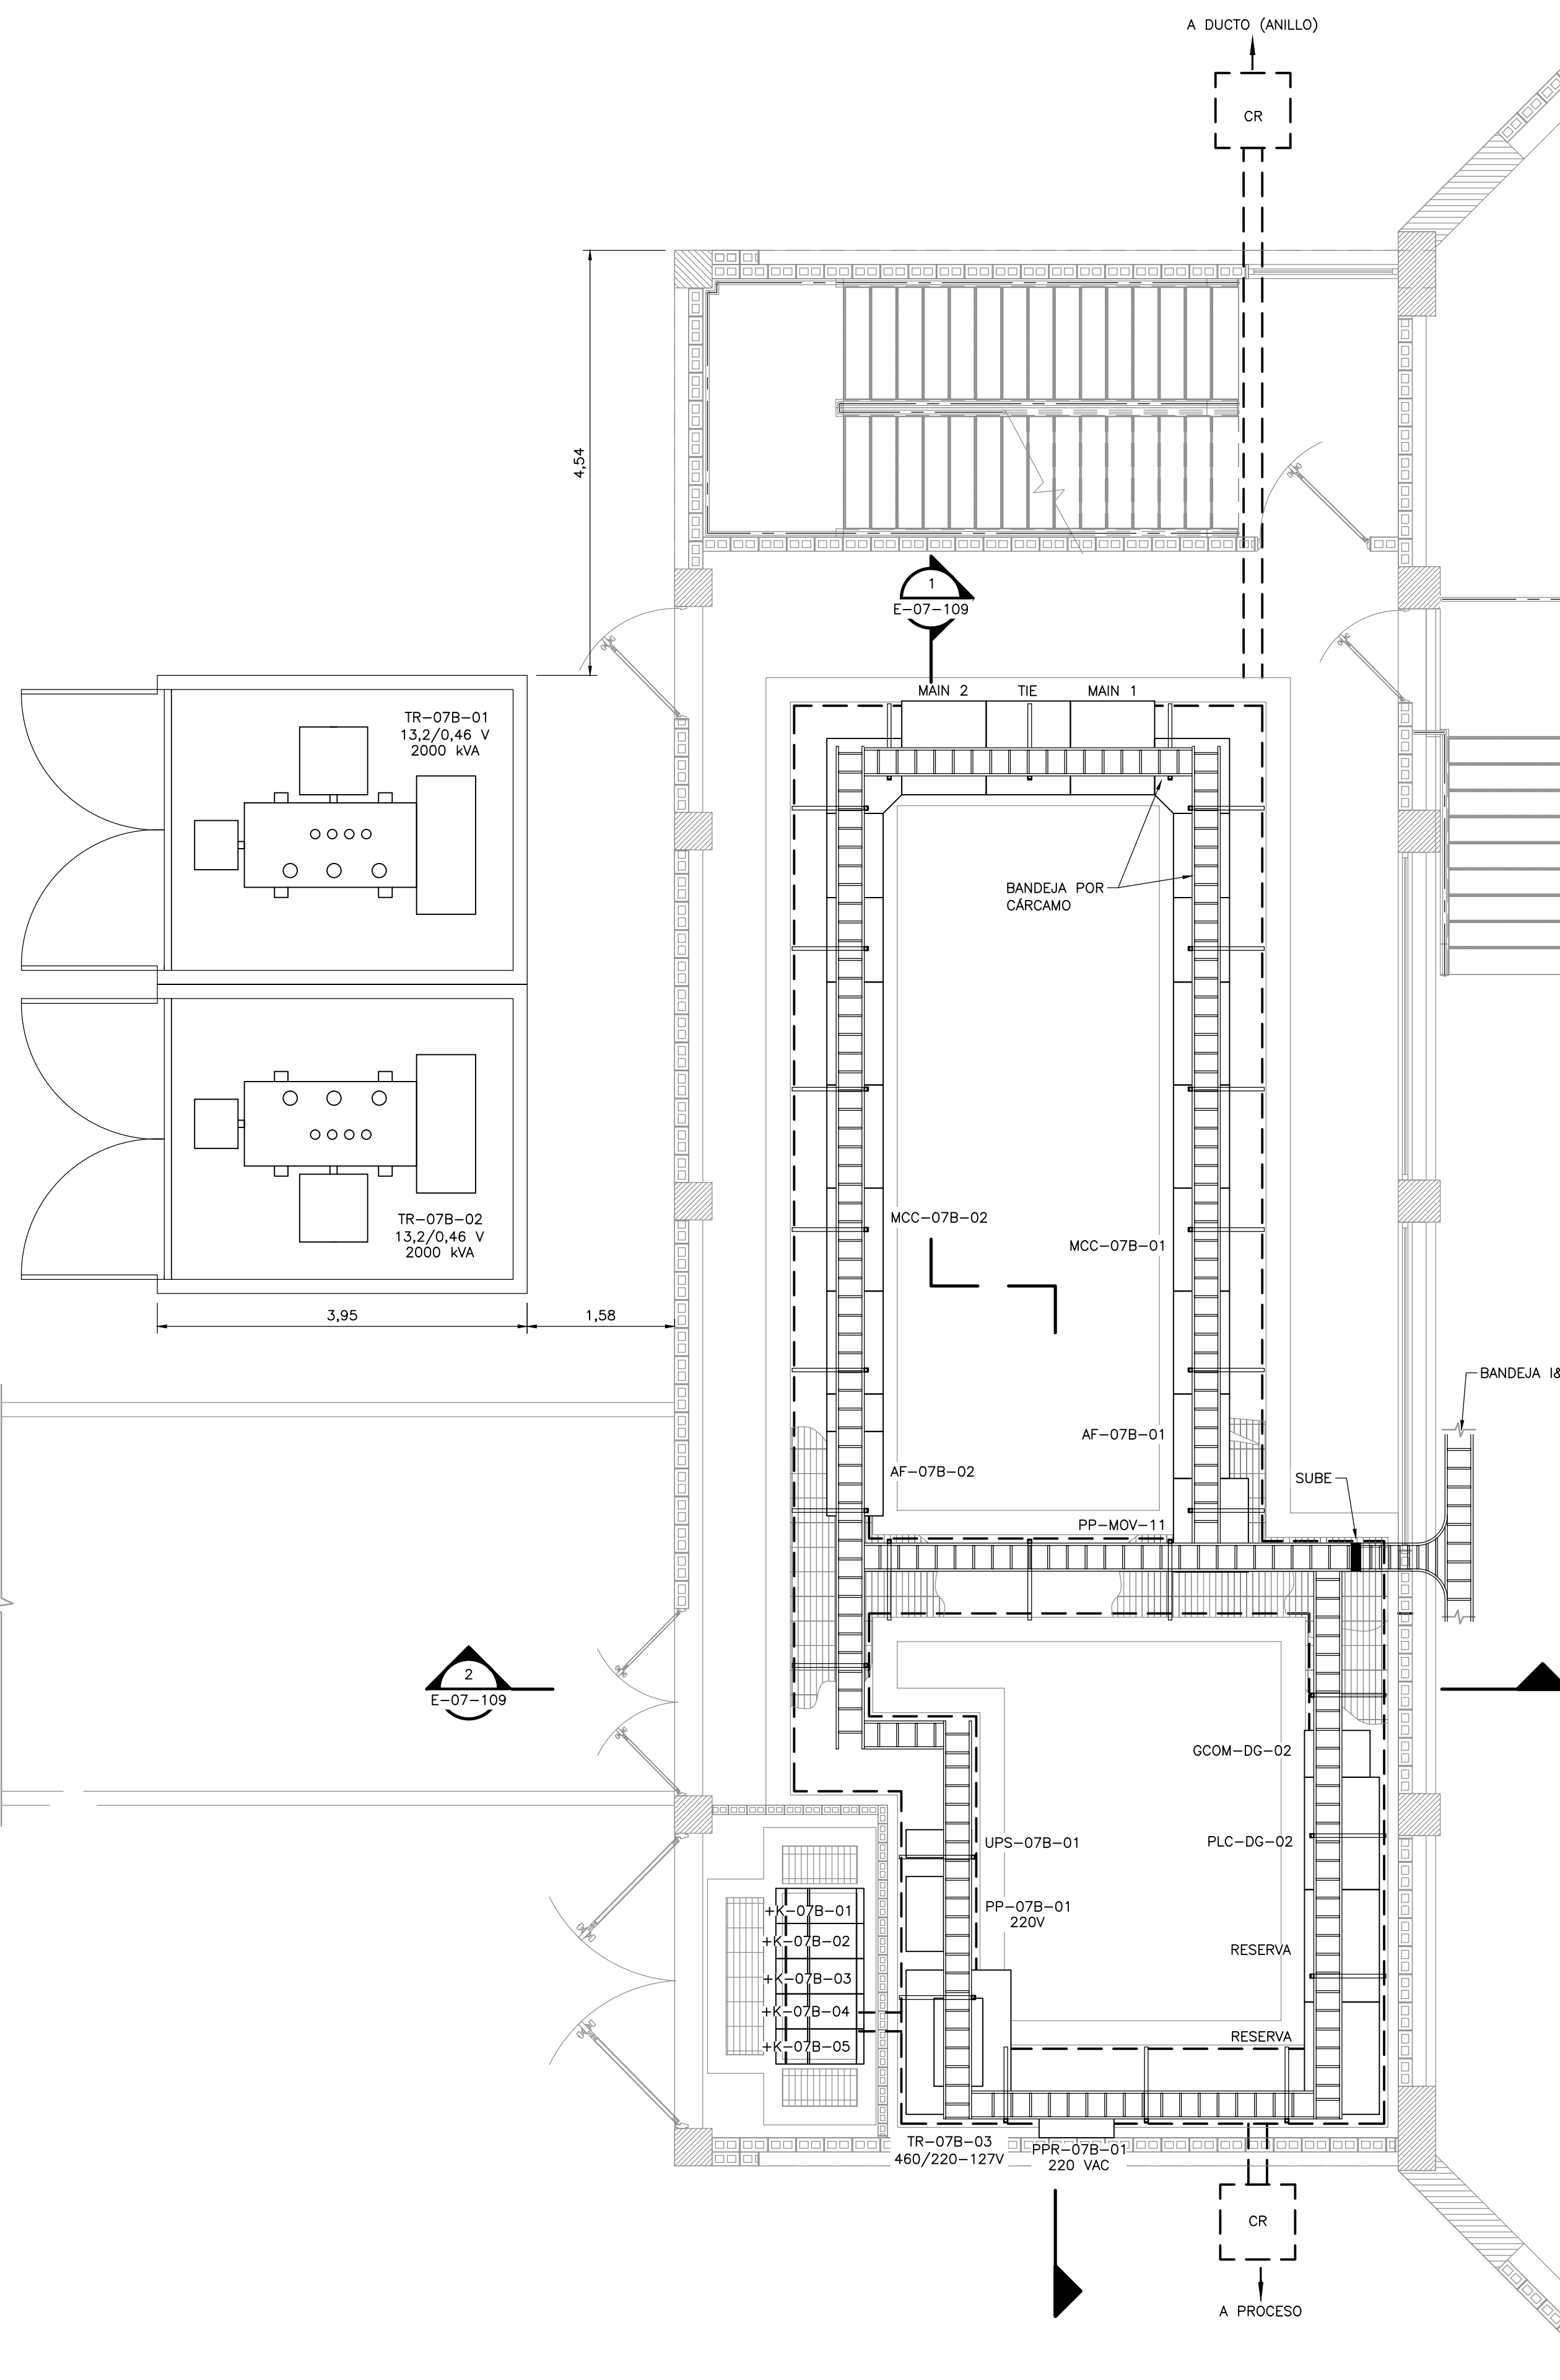 A DUCTO (ANILLO)
CR
4,54
1
E-07-109
MAIN 2
TIE
MAIN 1
TR-07B-01
13,2/0,46 V
2000 kVA
BANDEJA POR
CÁRCAMO
TR-07B-02
13,2/0,46 V
2000 kVA
MCC-07B-02
MCC-07B-01
3,95
1,58
BANDEJA I&
AF-07B-01
AF-07B-02
SUBE
PP-MOV-11
2
E-07-109
GCOM-DG-02
UPS-07B-01
PLC-DG-02
+K-07B-01
PP-07B-01
220V
+K-07B-02
RESERVA
+K-07B-03
+K-07B-04
+K-07B-05
RESERVA
TR-07B-03
460/220-127V
PPR-07B-01
220 VAC
CR
A PROCESO